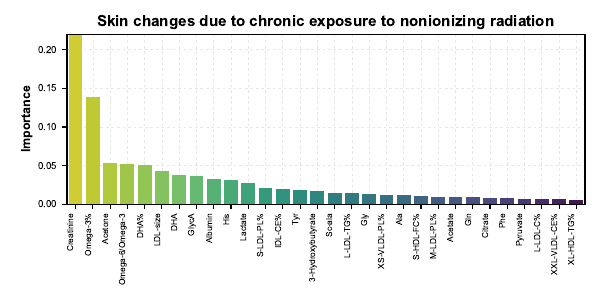 Skin changes due to chronic exposure to nonionizing radiation
Importance
0.20
0.15
0.10
0.05
0.00
Creatinine
Omega-3%
Acetone
Omega-6/Omega-3
DHA%
LDL-size
DHA
GlycA
Albumin
His
Lactate
S-LDL-PL%
IDL-CE%
Tyr
3-Hydroxybutyrate
L-LDL-TG%
Gly
XS-VLDL-PL%
Ala
S-HDL-FC%
M-LDL-PL%
Acetate
Gln
Citrate
Phe
Pyruvate
L-LDL-C%
XXL-VLDL-CE%
XL-HDL-TG%